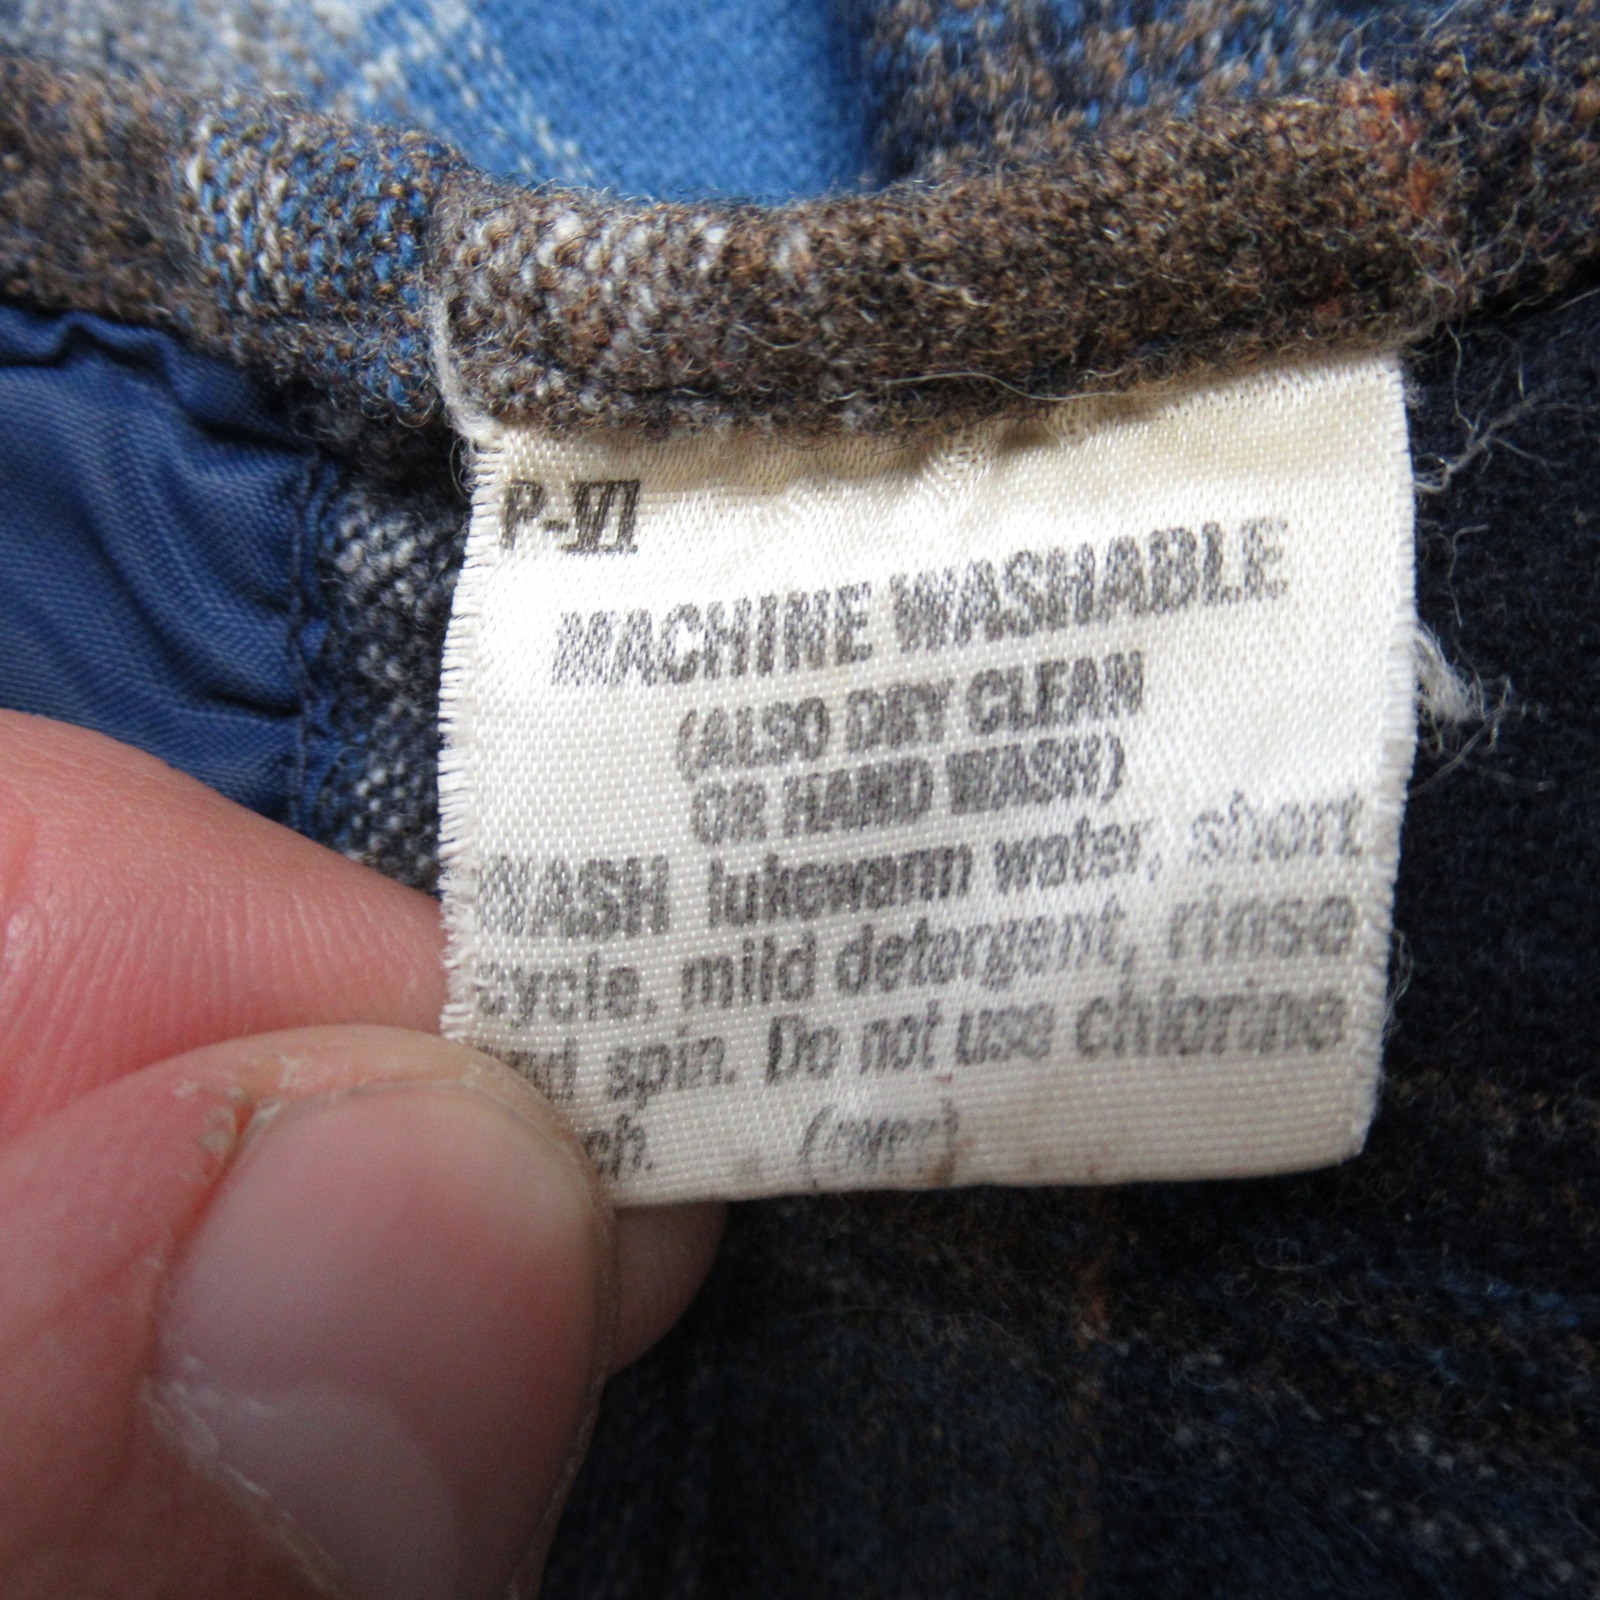 P-VI
MACHINE WASHABLE
(ALSO DRY CLEAN
OR HAND WASH)
WASH lukewarm water, short
cycle, mild detergent, rinse
and spin. Do not use chlorine
ch. (over)